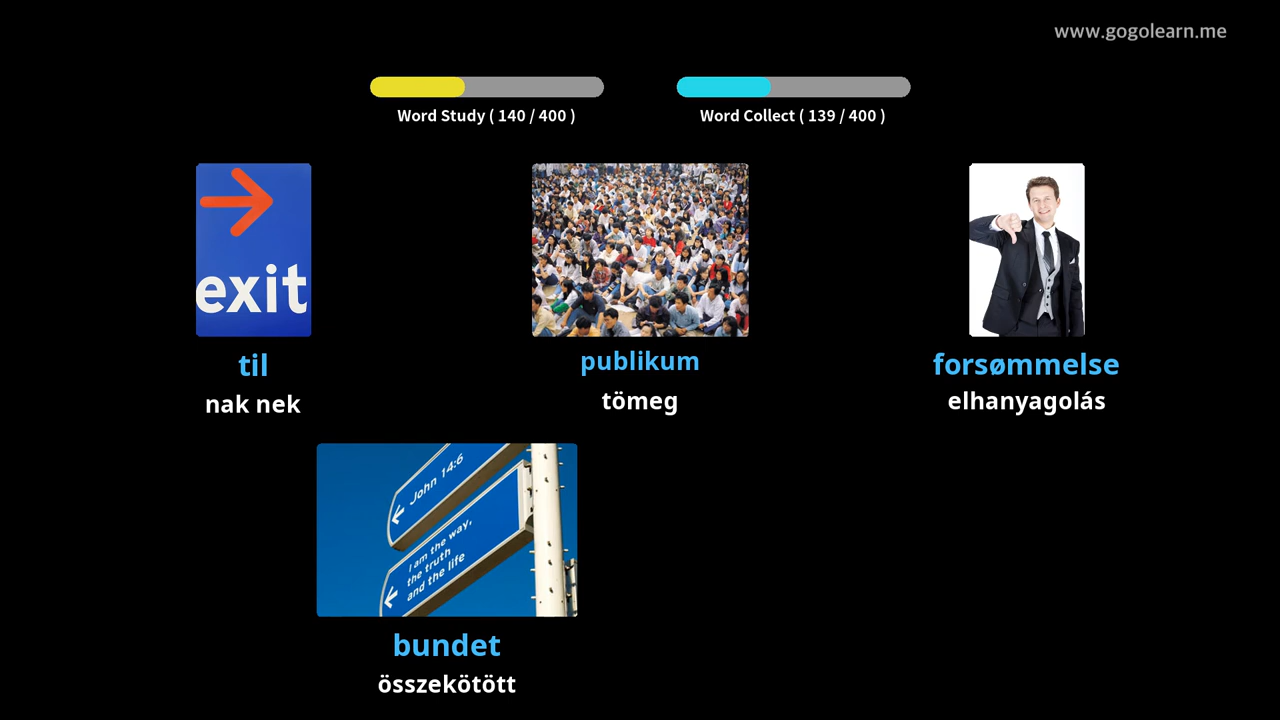 www.gogolearn.me
Word Study ( 140 / 400 )
Word Collect ( 139 / 400 )
exit
til
nak nek
publikum
tömeg
forsømmelse
elhanyagolás
John 14:6
I am the way,
the truth
and the life
bundet
összekötött